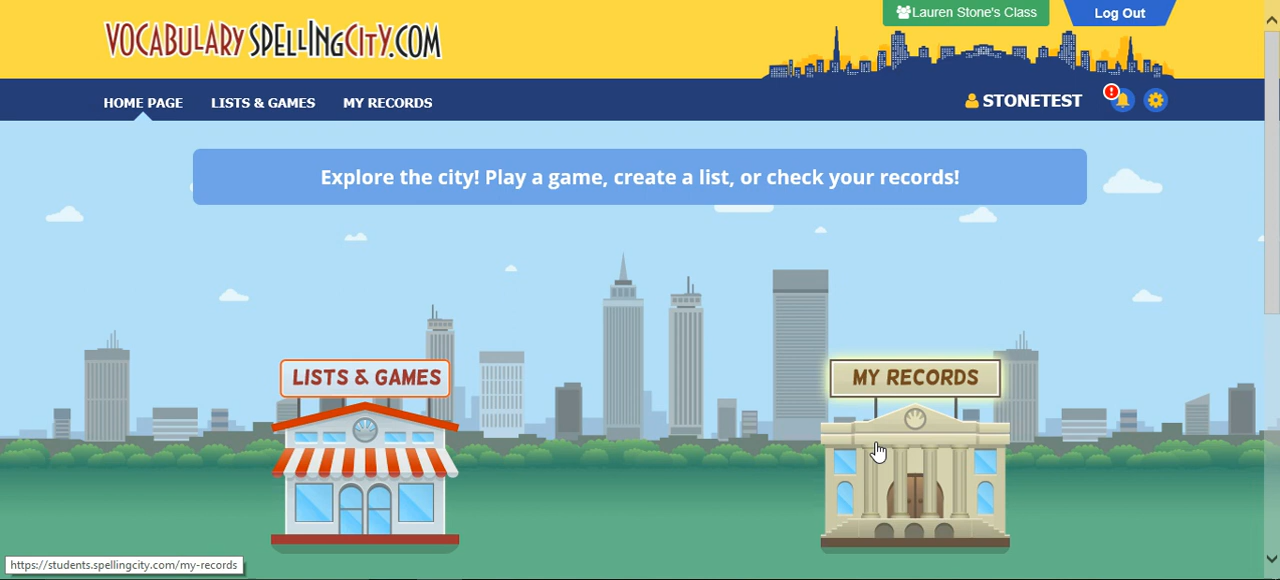 Lauren Stone's Class
Log Out
VOCABULARYSPELLINGCITY.COM
HOME PAGE
LISTS & GAMES
MY RECORDS
STONETEST
!
Explore the city! Play a game, create a list, or check your records!
LISTS & GAMES
MY RECORDS
https://students.spellingcity.com/my-records